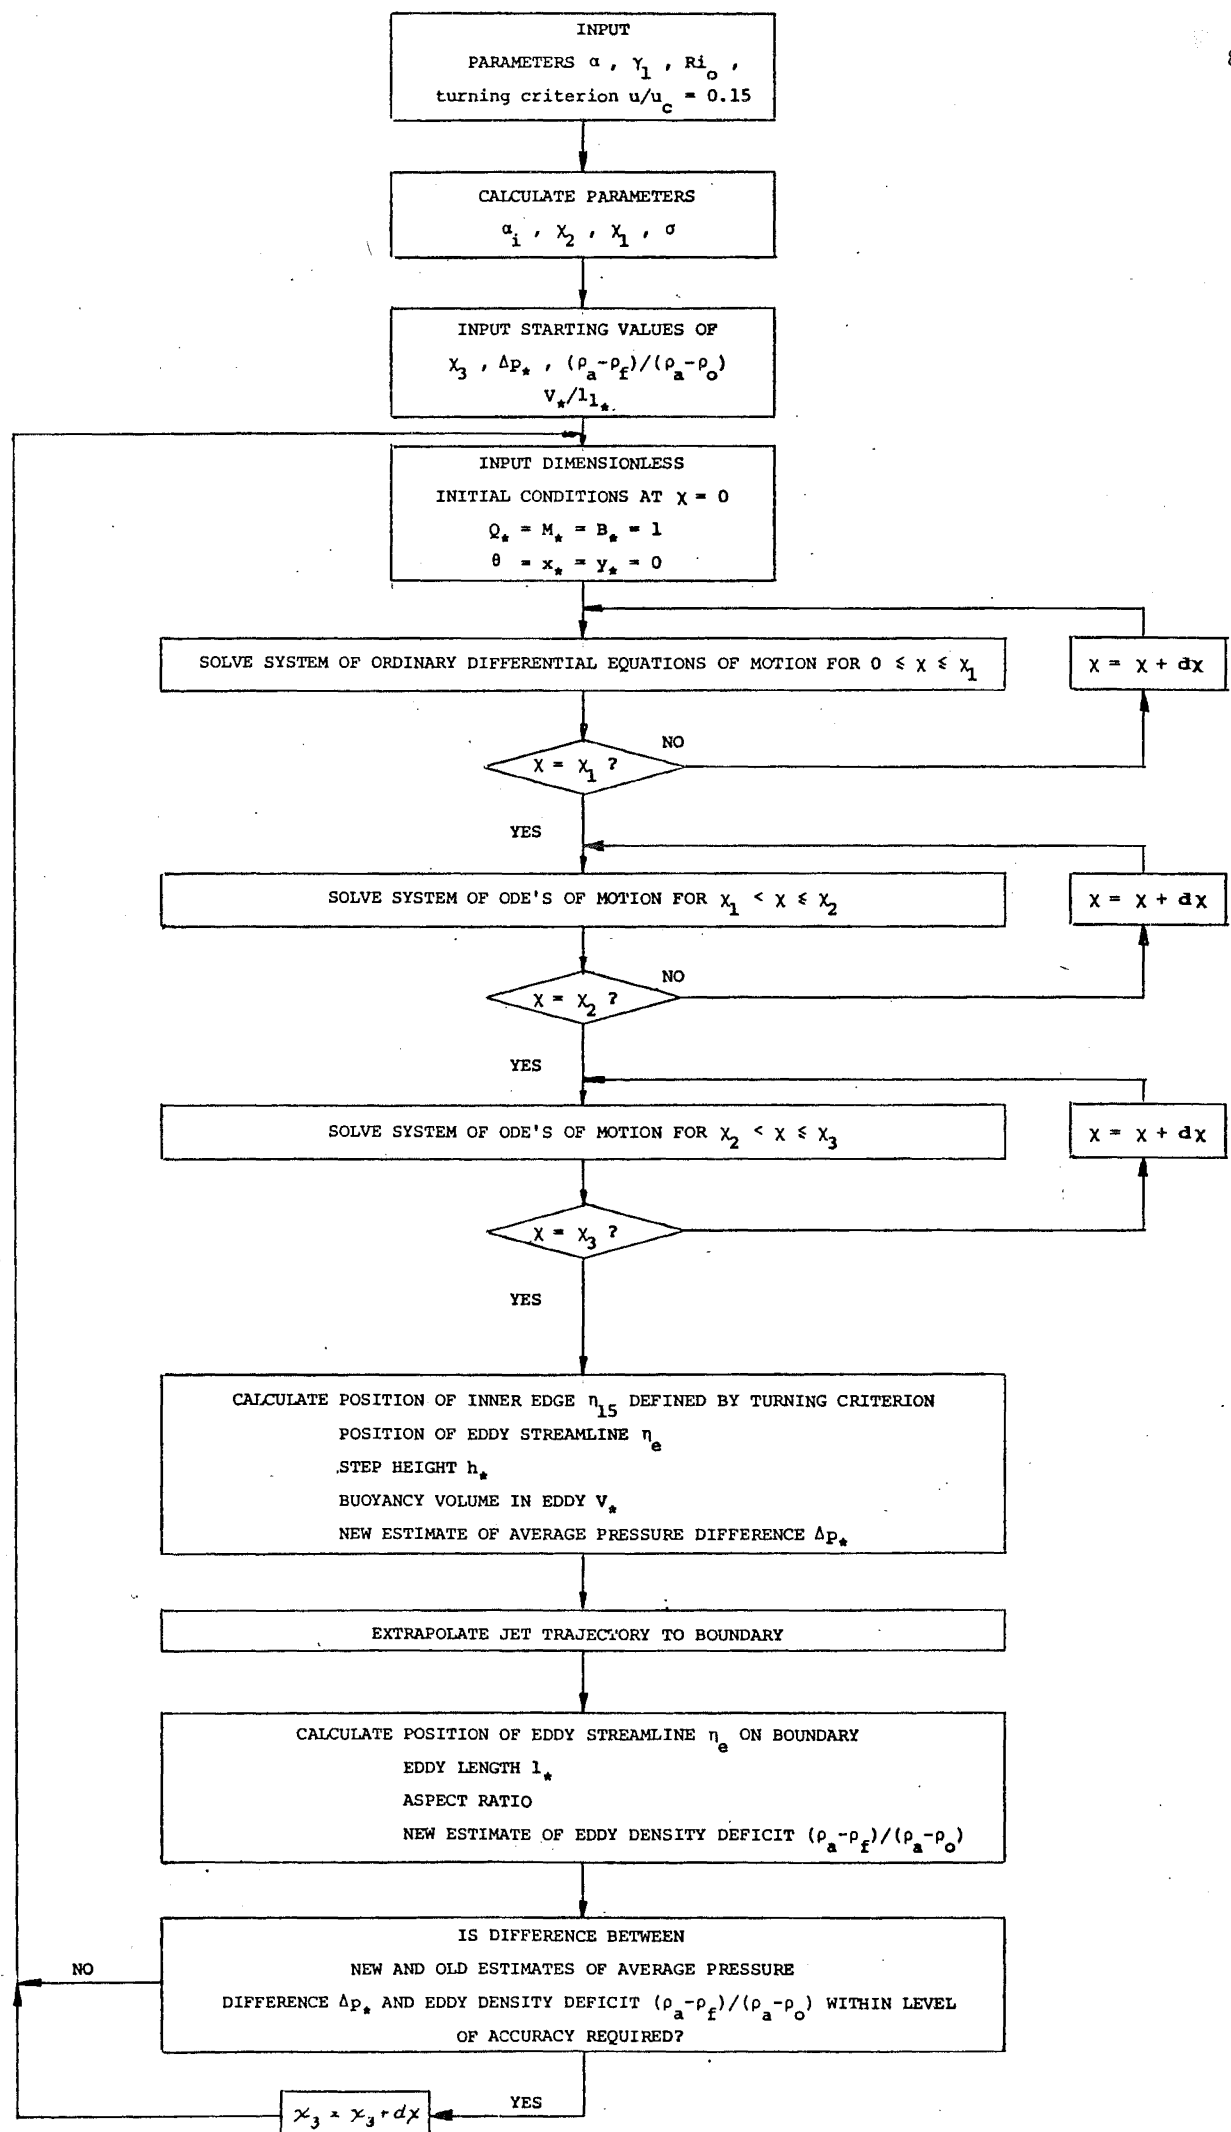 8
INPUT
PARAMETERS α , γ₁ , Riₒ ,
turning criterion u/u_c = 0.15
CALCULATE PARAMETERS
α_i , χ₂ , χ₁ , σ
INPUT STARTING VALUES OF
χ₃ , Δp* , (ρₐ-ρ_f)/(ρₐ-ρₒ)
V*/l₁*
INPUT DIMENSIONLESS
INITIAL CONDITIONS AT χ = 0
Q* = M* = B* = 1
θ = x* = y* = 0
SOLVE SYSTEM OF ORDINARY DIFFERENTIAL EQUATIONS OF MOTION FOR 0 ≤ χ ≤ χ₁
χ = χ + dχ
NO
χ = χ₁ ?
YES
SOLVE SYSTEM OF ODE'S OF MOTION FOR χ₁ < χ ≤ χ₂
χ = χ + dχ
NO
χ = χ₂ ?
YES
SOLVE SYSTEM OF ODE'S OF MOTION FOR χ₂ < χ ≤ χ₃
χ = χ + dχ
χ = χ₃ ?
YES
CALCULATE POSITION OF INNER EDGE η₁₅ DEFINED BY TURNING CRITERION
POSITION OF EDDY STREAMLINE ηₑ
STEP HEIGHT h*
BUOYANCY VOLUME IN EDDY V*
NEW ESTIMATE OF AVERAGE PRESSURE DIFFERENCE Δp*
EXTRAPOLATE JET TRAJECTORY TO BOUNDARY
CALCULATE POSITION OF EDDY STREAMLINE ηₑ ON BOUNDARY
EDDY LENGTH l*
ASPECT RATIO
NEW ESTIMATE OF EDDY DENSITY DEFICIT (ρₐ-ρ_f)/(ρₐ-ρₒ)
IS DIFFERENCE BETWEEN
NEW AND OLD ESTIMATES OF AVERAGE PRESSURE
DIFFERENCE Δp* AND EDDY DENSITY DEFICIT (ρₐ-ρ_f)/(ρₐ-ρₒ) WITHIN LEVEL
OF ACCURACY REQUIRED?
NO
YES
χ₃ = χ₃ + dχ